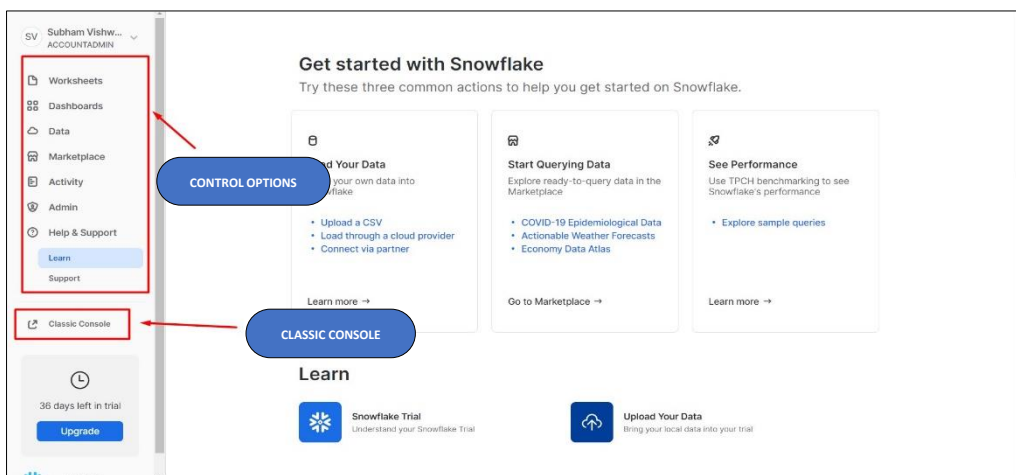 SV
Subham Vishw...
ACCOUNTADMIN
Worksheets
Dashboards
Data
Marketplace
Activity
Admin
Help & Support
Learn
Support
Classic Console
36 days left in trial
Upgrade
CONTROL OPTIONS
CLASSIC CONSOLE
Get started with Snowflake
Try these three common actions to help you get started on Snowflake.
Your Data
your own data into
• Upload a CSV
• Load through a cloud provider
• Connect via partner
Learn more →
Start Querying Data
Explore ready-to-query data in the
Marketplace
• COVID-19 Epidemiological Data
• Actionable Weather Forecasts
• Economy Data Atlas
Go to Marketplace →
See Performance
Use TPCH benchmarking to see
Snowflake's performance
• Explore sample queries
Learn more →
Learn
Snowflake Trial
Understand your Snowflake Trial
Upload Your Data
Bring your local data into your trial